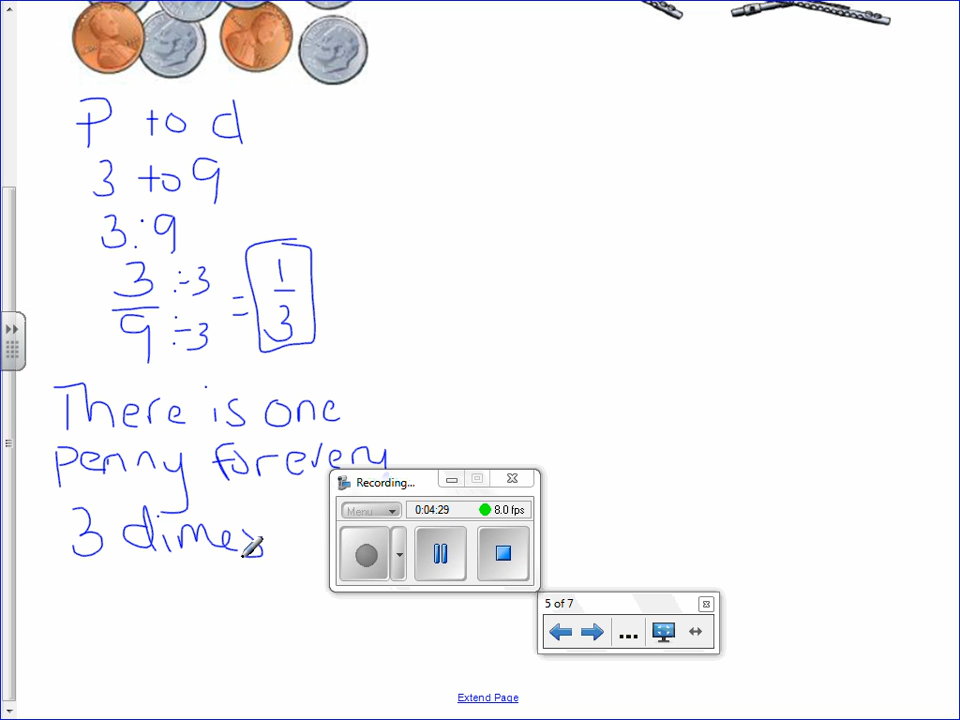 P to d
3 to 9
3:9
3 ÷3
9 ÷3
=
1
3
There is one
penny for every
3 dimes
Recording...
Menu
0:04:29
8.0 fps
5 of 7
...
Extend Page